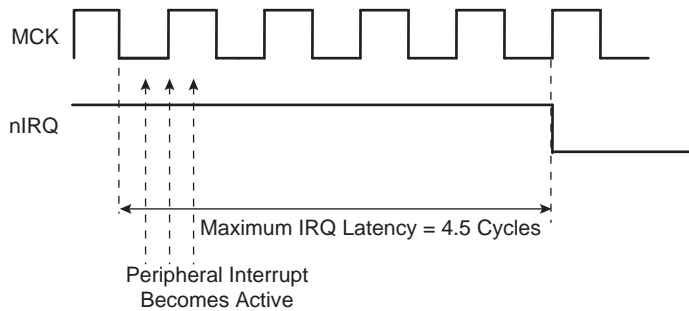 MCK
nIRQ
Maximum IRQ Latency = 4.5 Cycles
Peripheral Interrupt
Becomes Active